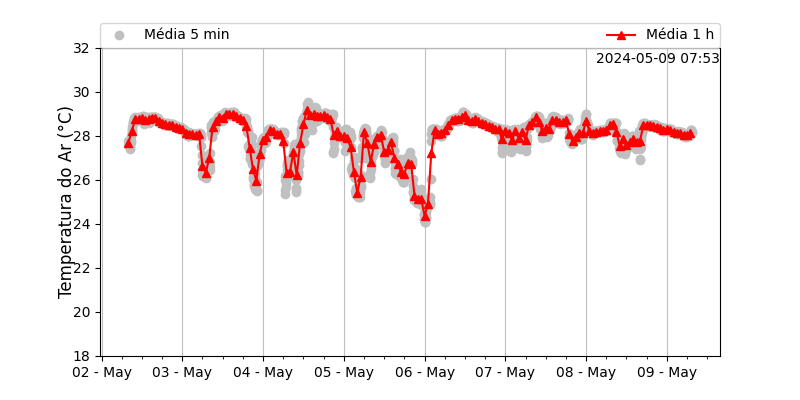 Média 5 min
Média 1 h
2024-05-09 07:53
Temperatura do Ar (°C)
32
30
28
26
24
22
20
18
02 - May
03 - May
04 - May
05 - May
06 - May
07 - May
08 - May
09 - May